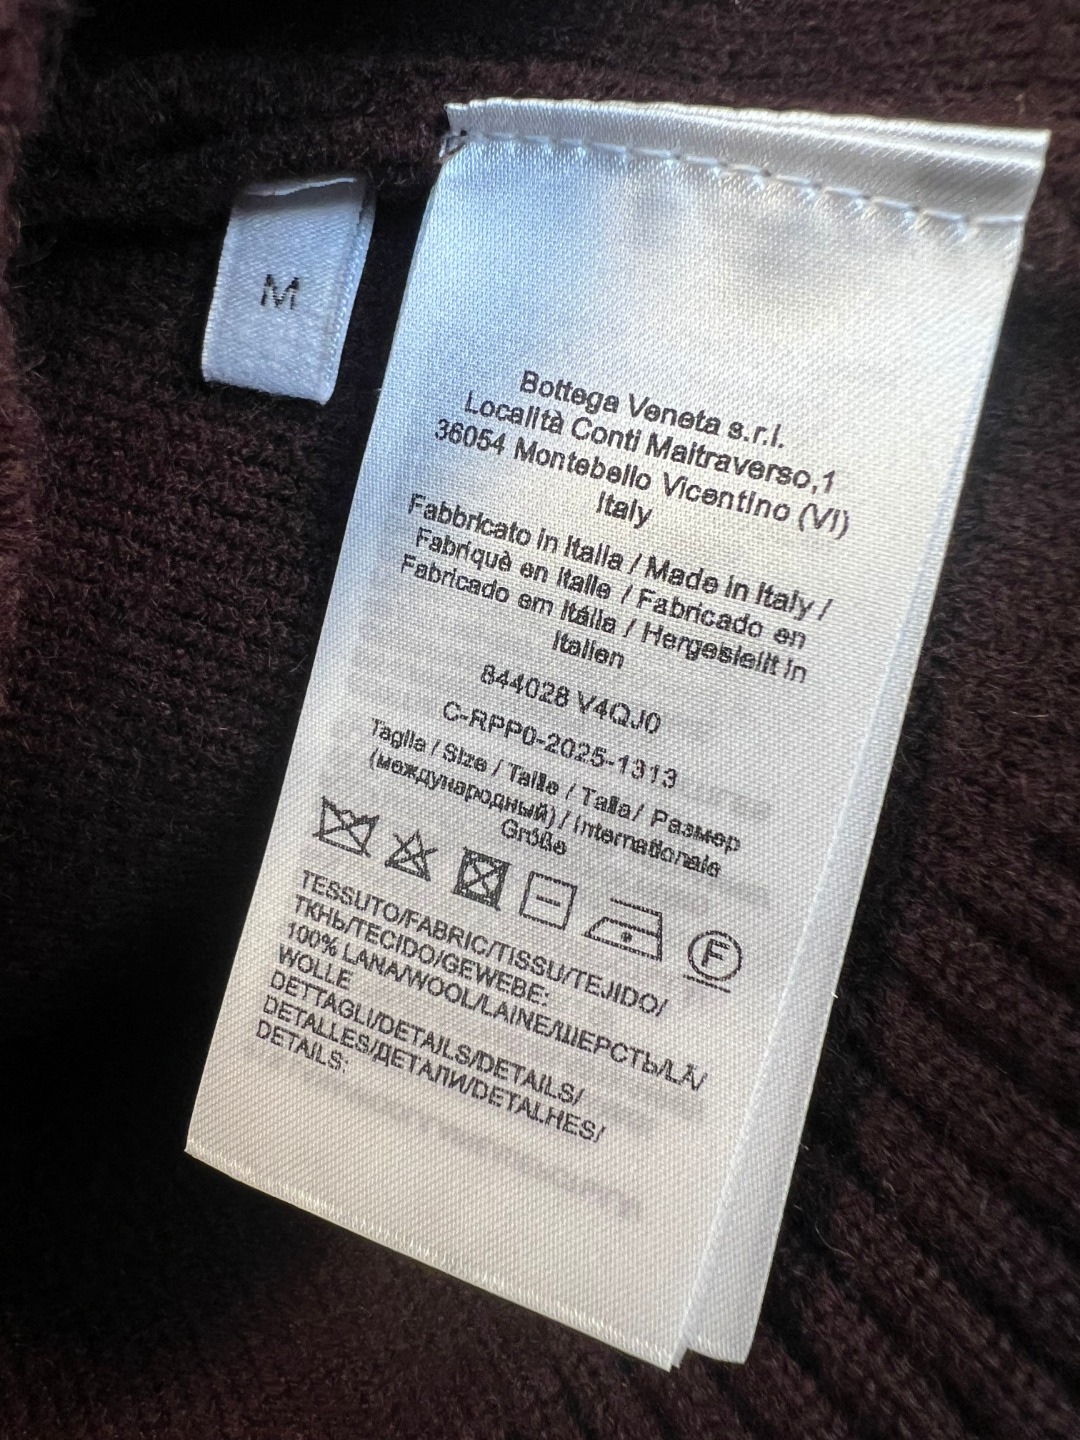 M
Bottega Veneta s.r.l.
Località Conti Maltraverso,1
36054 Montebello Vicentino (VI)
Italy
Fabbricato in Italia / Made in Italy /
Fabriqué en Italie / Fabricado en
Fabricado em Itália / Hergestellt in
Italien
844028 V4QJ0
C-RPP0-2025-1313
Taglia / Size / Taille / Talla/ Размер
(международный) / Internationale
Größe
F
TESSUTO/FABRIC/TISSU/TEJIDO/
ТКНЬ/TECIDO/GEWEBE:
100% LANA/WOOL/LAINE/ШЕРСТЬ/LÃ/
WOLLE
DETTAGLI/DETAILS/DETAILS/
DETALLES/ДЕТАЛИ/DETALHES/
DETAILS: